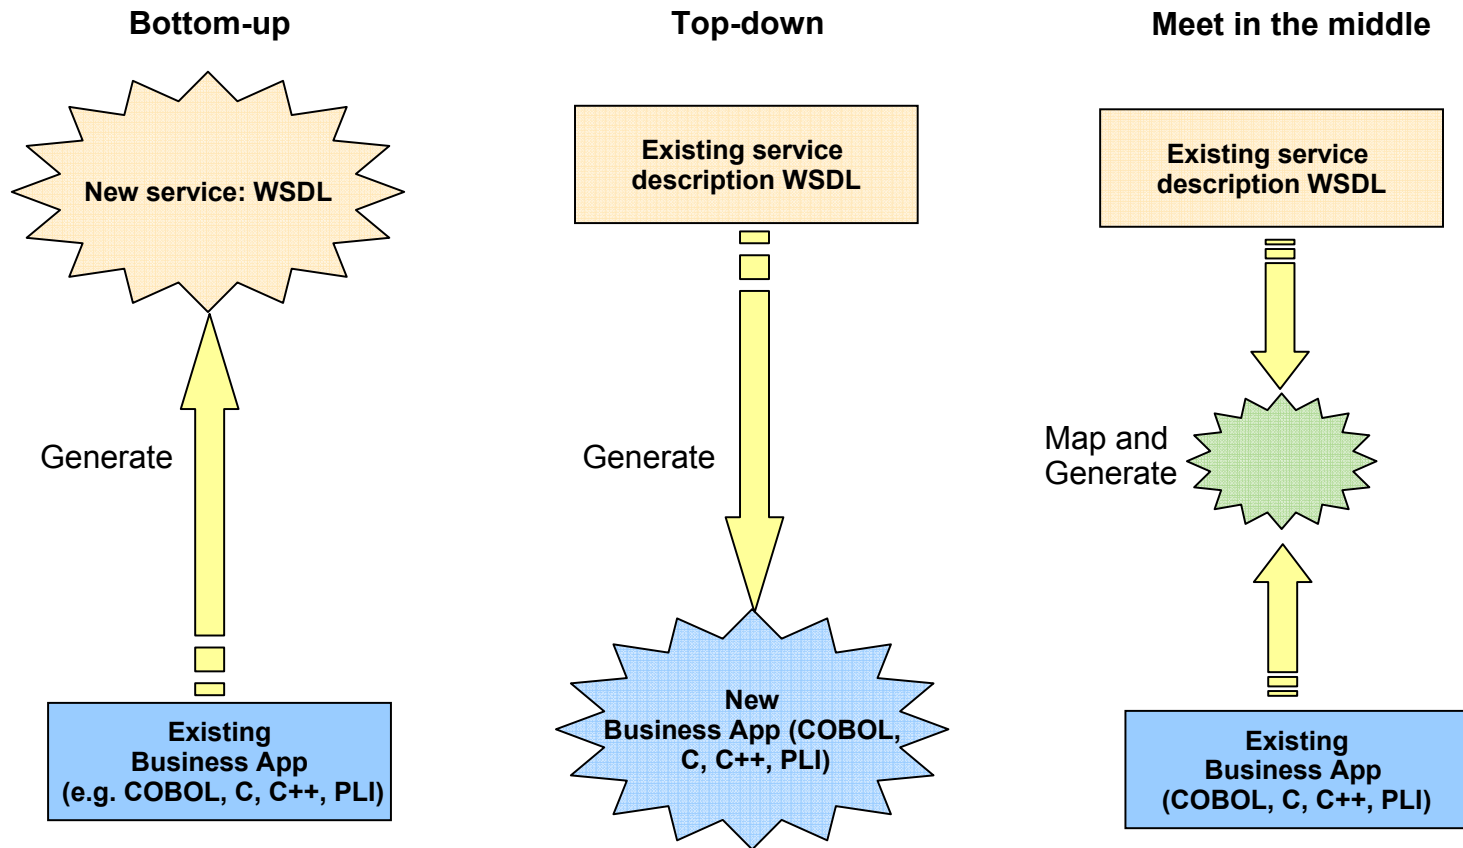 Bottom-up
New service: WSDL
Generate
Existing
Business App
(e.g. COBOL, C, C++, PLI)
Top-down
Existing service
description WSDL
Generate
New
Business App (COBOL,
C, C++, PLI)
Meet in the middle
Existing service
description WSDL
Map and
Generate
Existing
Business App
(COBOL, C, C++, PLI)